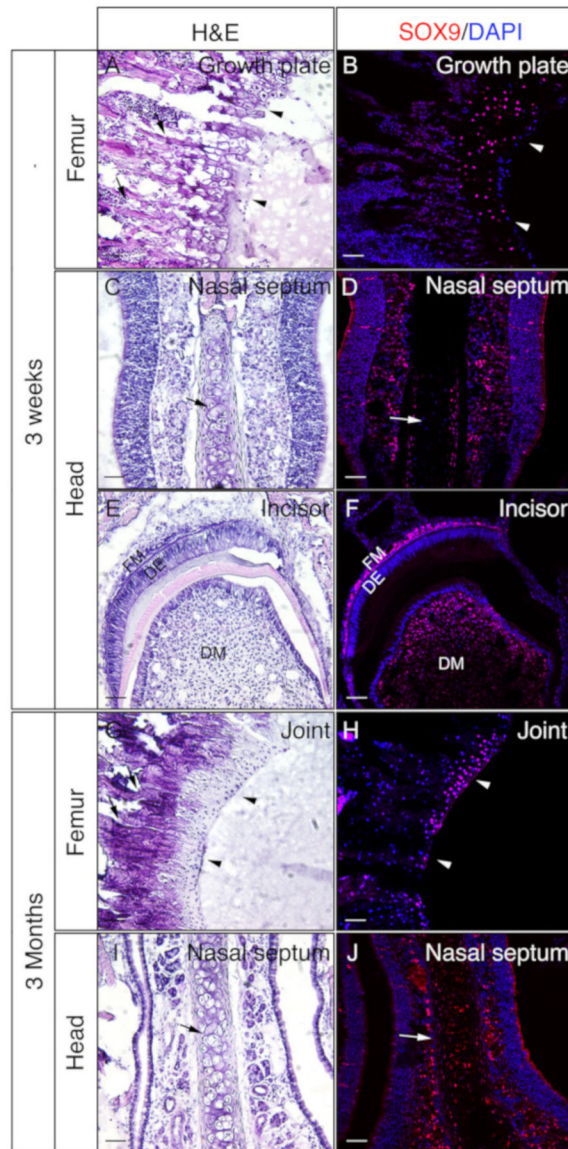 H&E SOX9/DAPI
3 weeks
Femur
A Growth plate
B Growth plate
Head
C Nasal septum
D Nasal septum
E Incisor
FM
DE
DM
F Incisor
FM
DE
DM
3 Months
Femur
G Joint
H Joint
Head
I Nasal septum
J Nasal septum